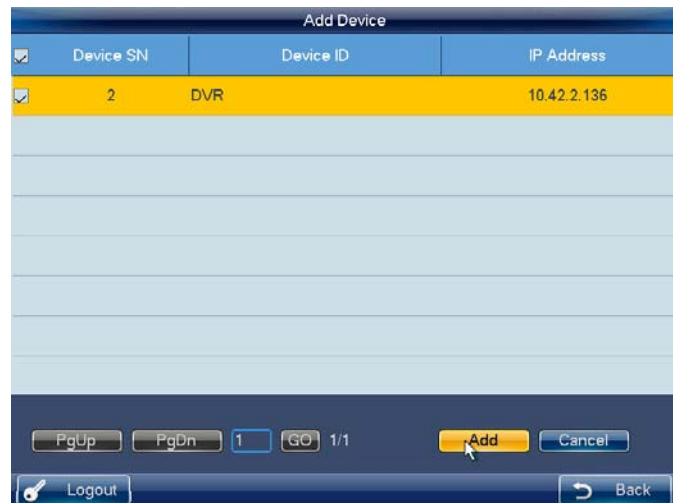 Add Device
Device SN Device ID IP Address
2 DVR 10.42.2.136
PgUp PgDn 1 GO 1/1 Add Cancel
Logout Back